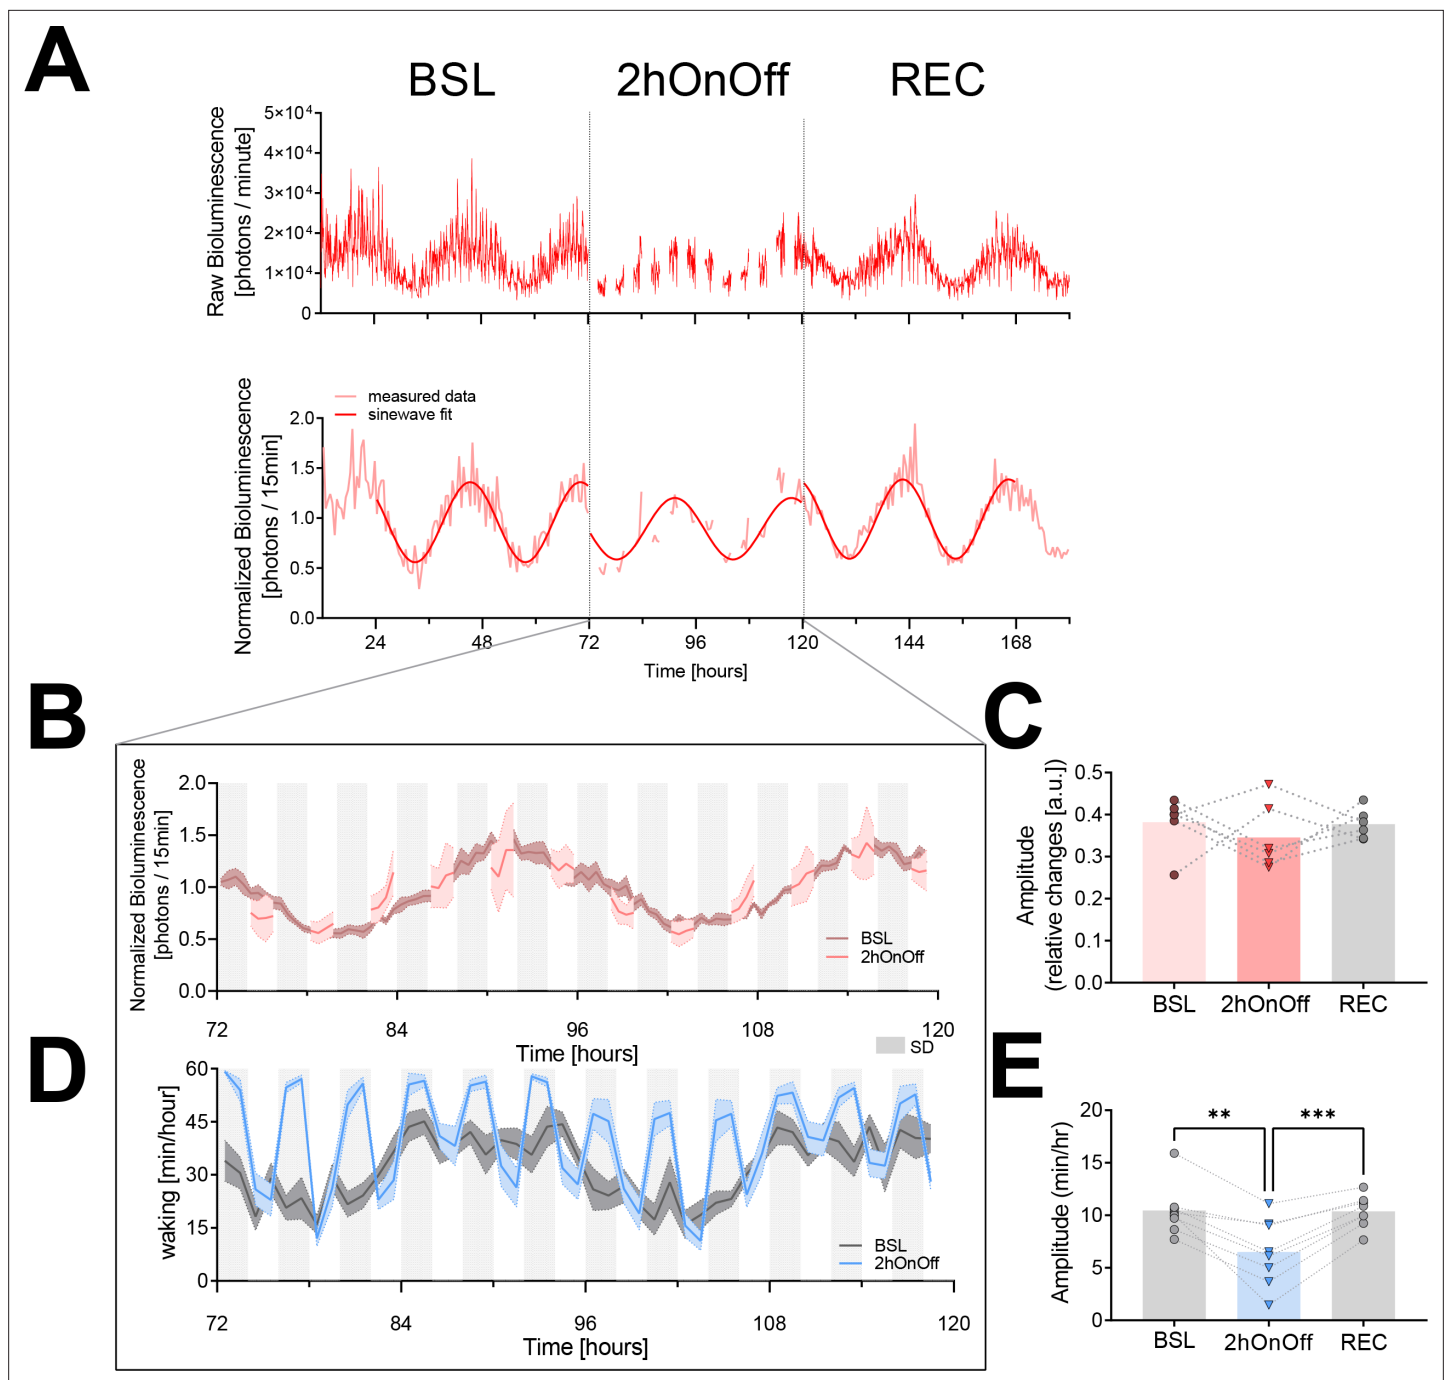 A
BSL 2hOnOff REC
Raw Bioluminescence
[photons / minute]
5×10⁴
4×10⁴
3×10⁴
2×10⁴
1×10⁴
0
Normalized Bioluminescence
[photons / 15min]
measured data
sinewave fit
2.0
1.5
1.0
0.5
0.0
24 48 72 96 120 144 168
Time [hours]
B
Normalized Bioluminescence
[photons / 15min]
2.0
1.5
1.0
0.5
0.0
BSL
2hOnOff
72 84 96 108 120
Time [hours]
SD
C
Amplitude
(relative changes [a.u.])
0.5
0.4
0.3
0.2
0.1
0.0
BSL 2hOnOff REC
D
waking [min/hour]
60
45
30
15
0
BSL
2hOnOff
72 84 96 108 120
Time [hours]
E
Amplitude (min/hr)
20
15
10
5
0
** ***
BSL 2hOnOff REC